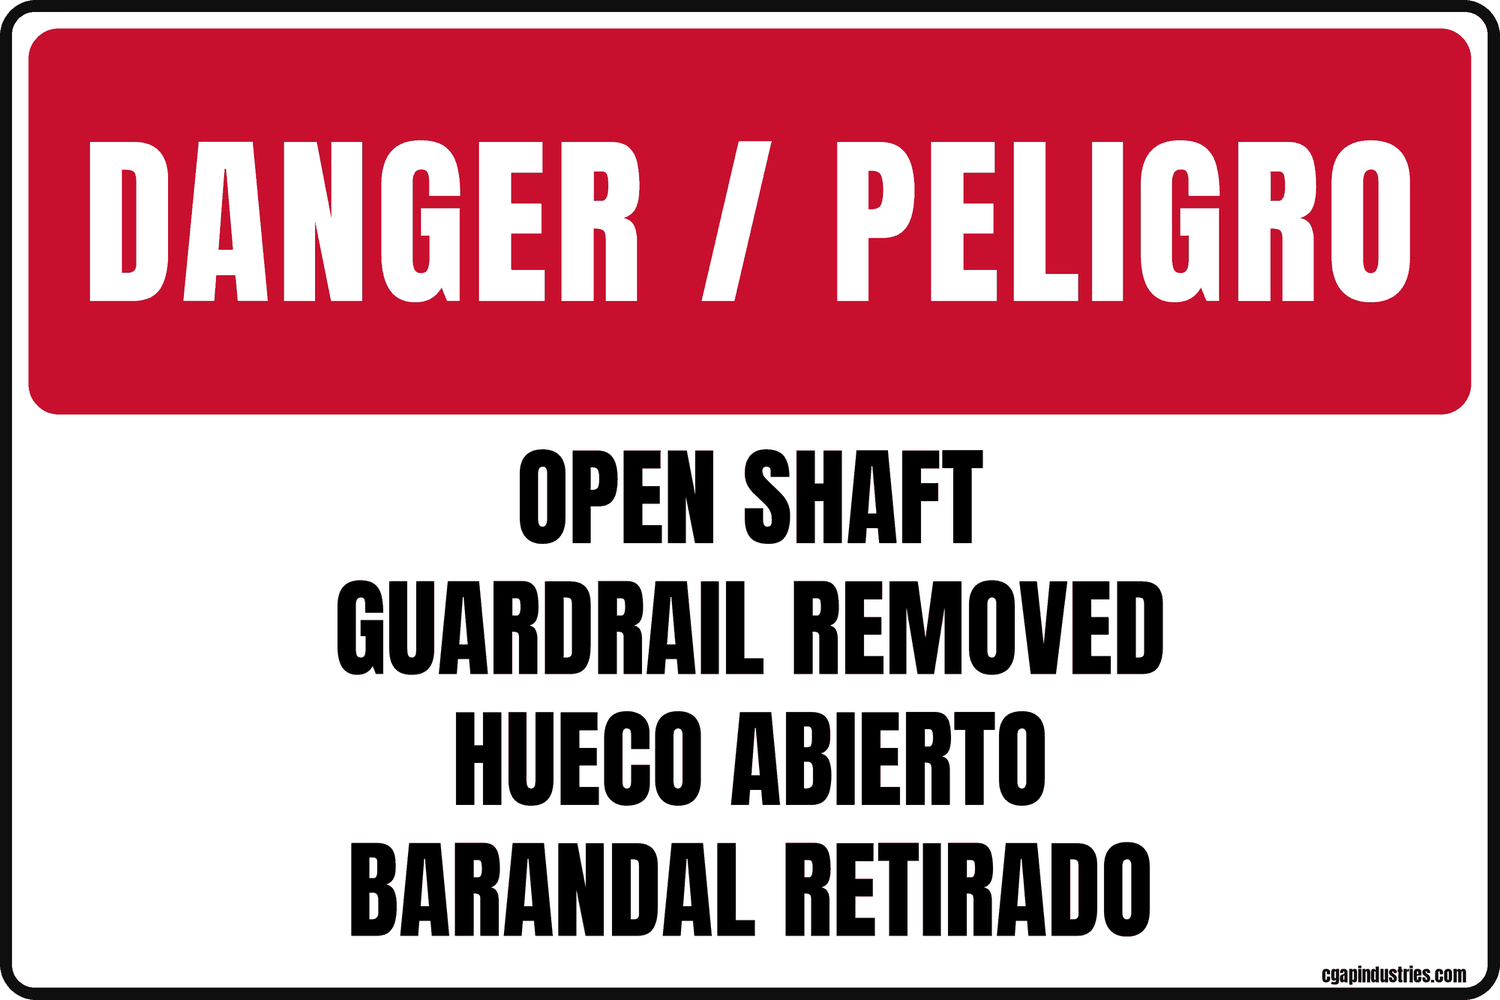 DANGER / PELIGRO
OPEN SHAFT
GUARDRAIL REMOVED
HUECO ABIERTO
BARANDAL RETIRADO
cgapindustries.com